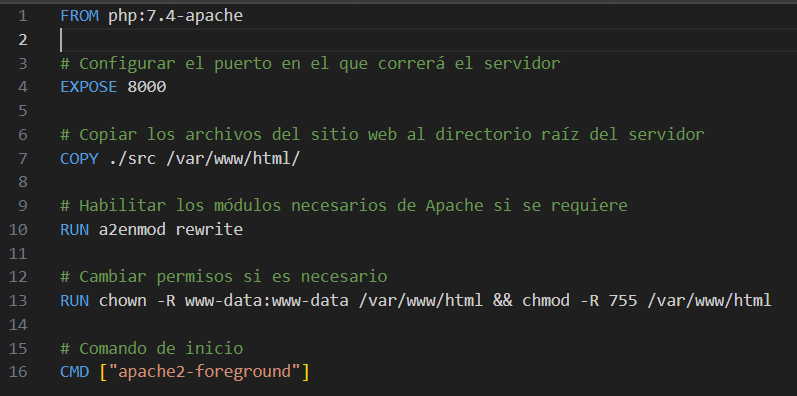 1 FROM php:7.4-apache
2
3 # Configurar el puerto en el que correrá el servidor
4 EXPOSE 8000
5
6 # Copiar los archivos del sitio web al directorio raíz del servidor
7 COPY ./src /var/www/html/
8
9 # Habilitar los módulos necesarios de Apache si se requiere
10 RUN a2enmod rewrite
11
12 # Cambiar permisos si es necesario
13 RUN chown -R www-data:www-data /var/www/html && chmod -R 755 /var/www/html
14
15 # Comando de inicio
16 CMD ["apache2-foreground"]